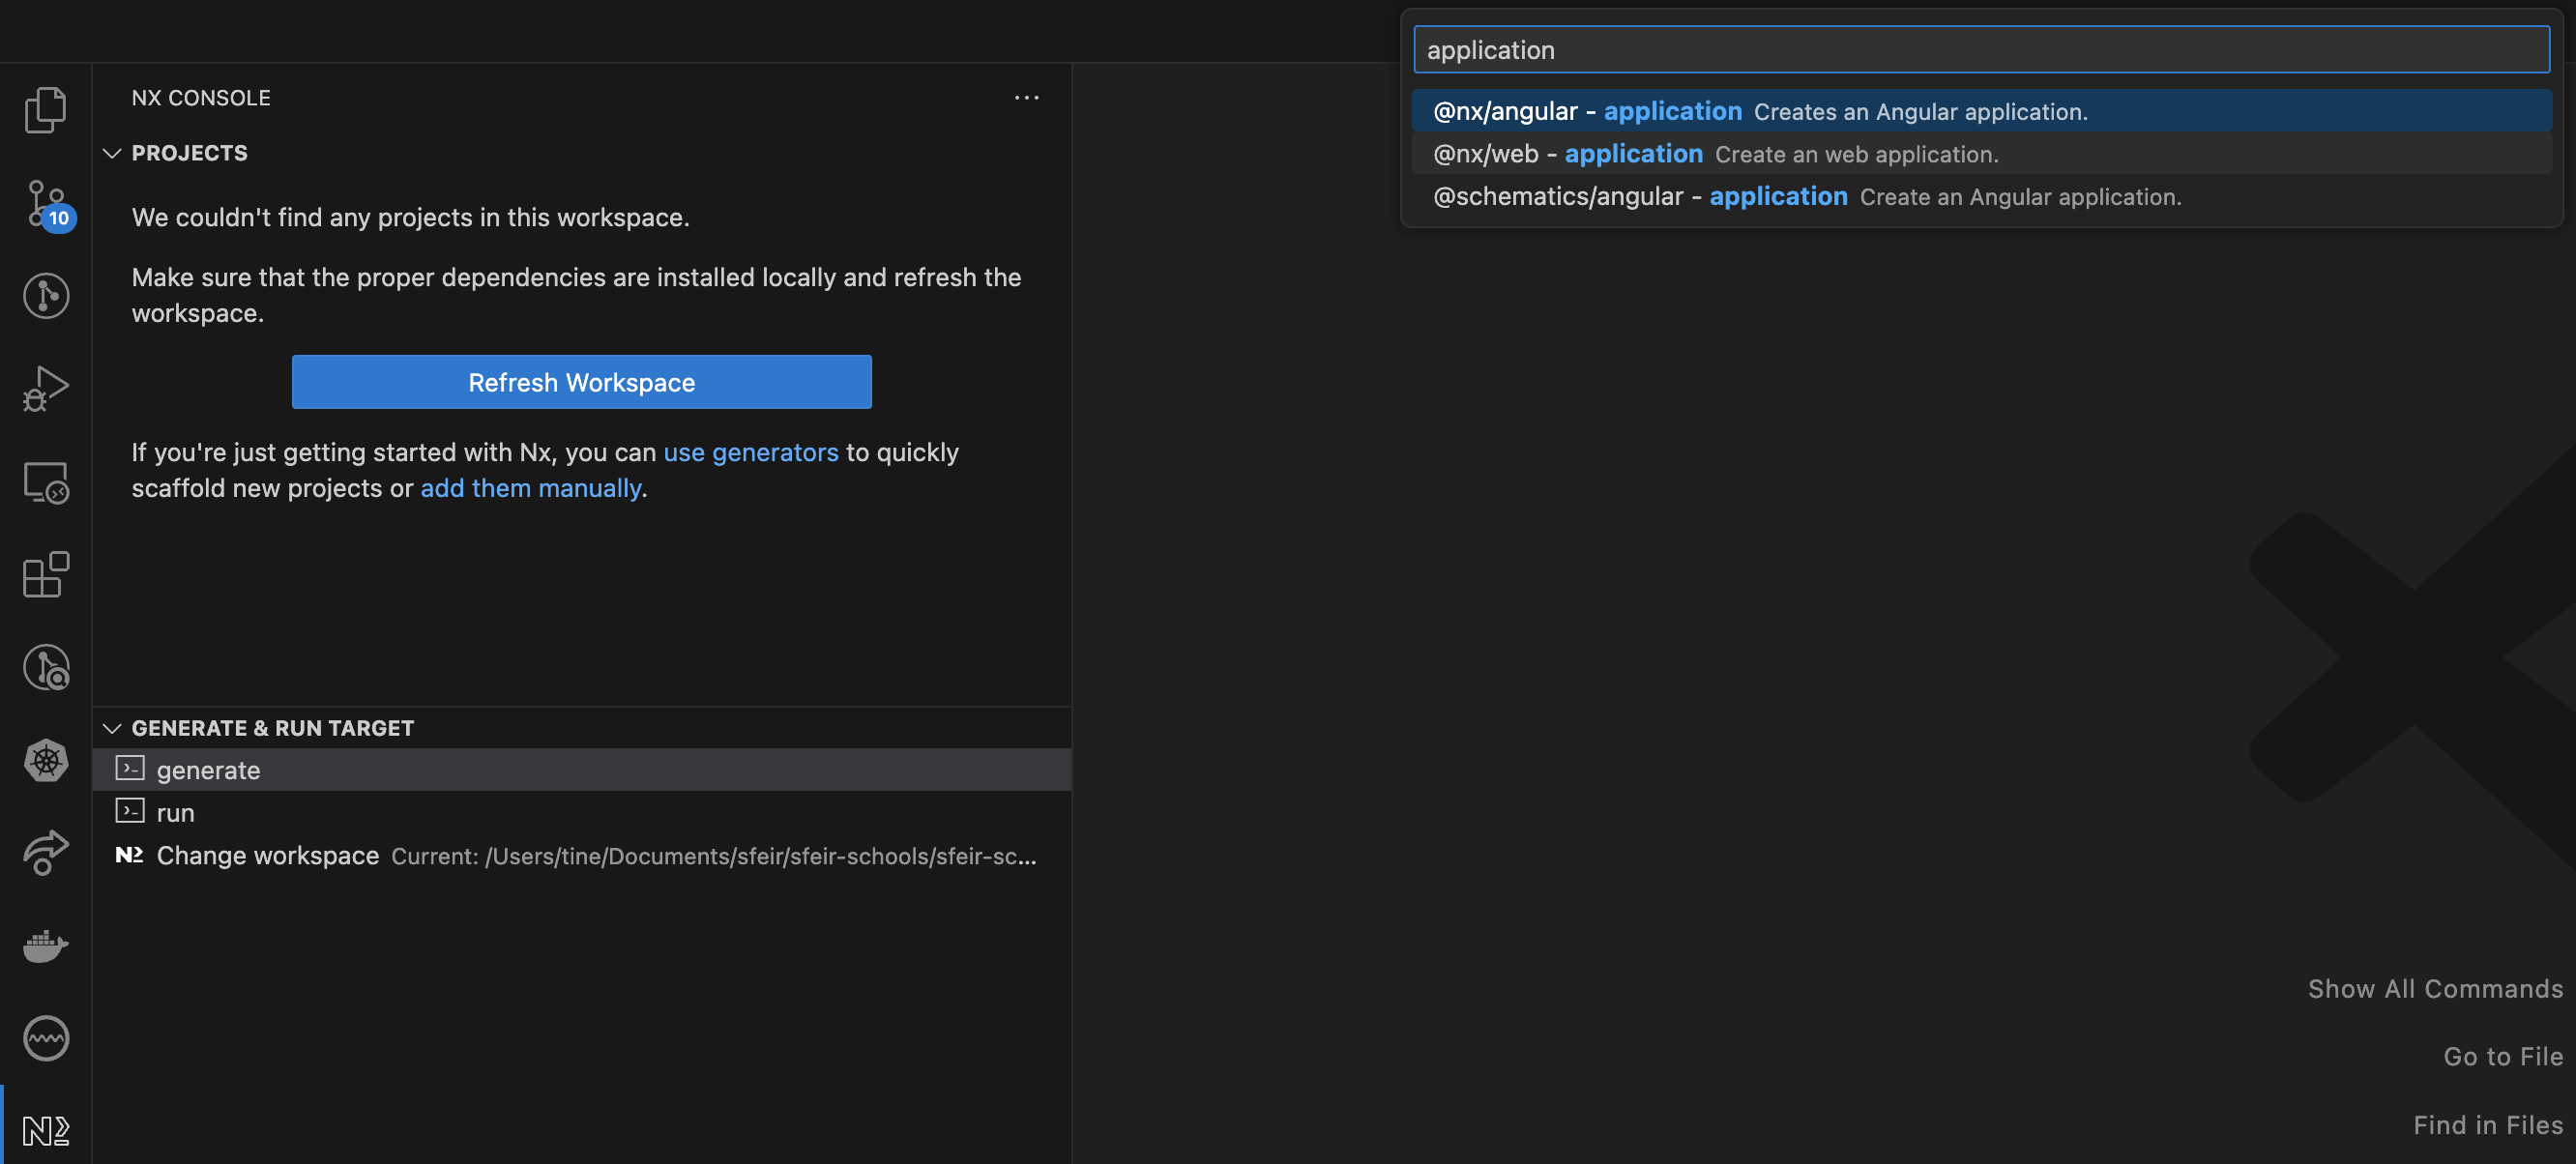 application
@nx/angular - application Creates an Angular application.
@nx/web - application Create an web application.
@schematics/angular - application Create an Angular application.
NX CONSOLE
PROJECTS
We couldn't find any projects in this workspace.
Make sure that the proper dependencies are installed locally and refresh the
workspace.
Refresh Workspace
If you're just getting started with Nx, you can use generators to quickly
scaffold new projects or add them manually.
10
GENERATE & RUN TARGET
generate
run
Change workspace Current: /Users/tine/Documents/sfeir/sfeir-schools/sfeir-sc...
Show All Commands
Go to File
Find in Files